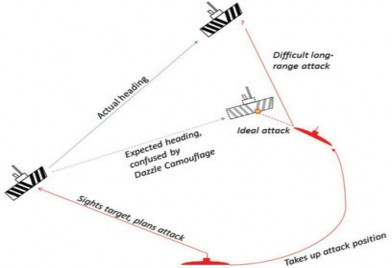 ?
Difficult long-
range attack
Actual heading
Ideal attack
Expected heading,
confused by
Dazzle Camouflage
Sights target, plans attack
Takes up attack position